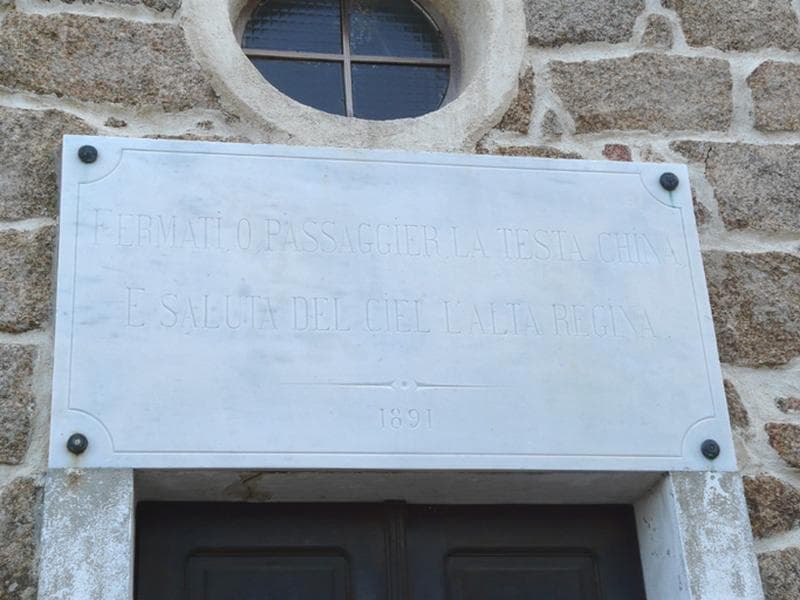 FERMATI, O PASSAGGIER, LA TESTA CHINA
E SALUTA DEL CIEL L'ALTA REGINA.
1891